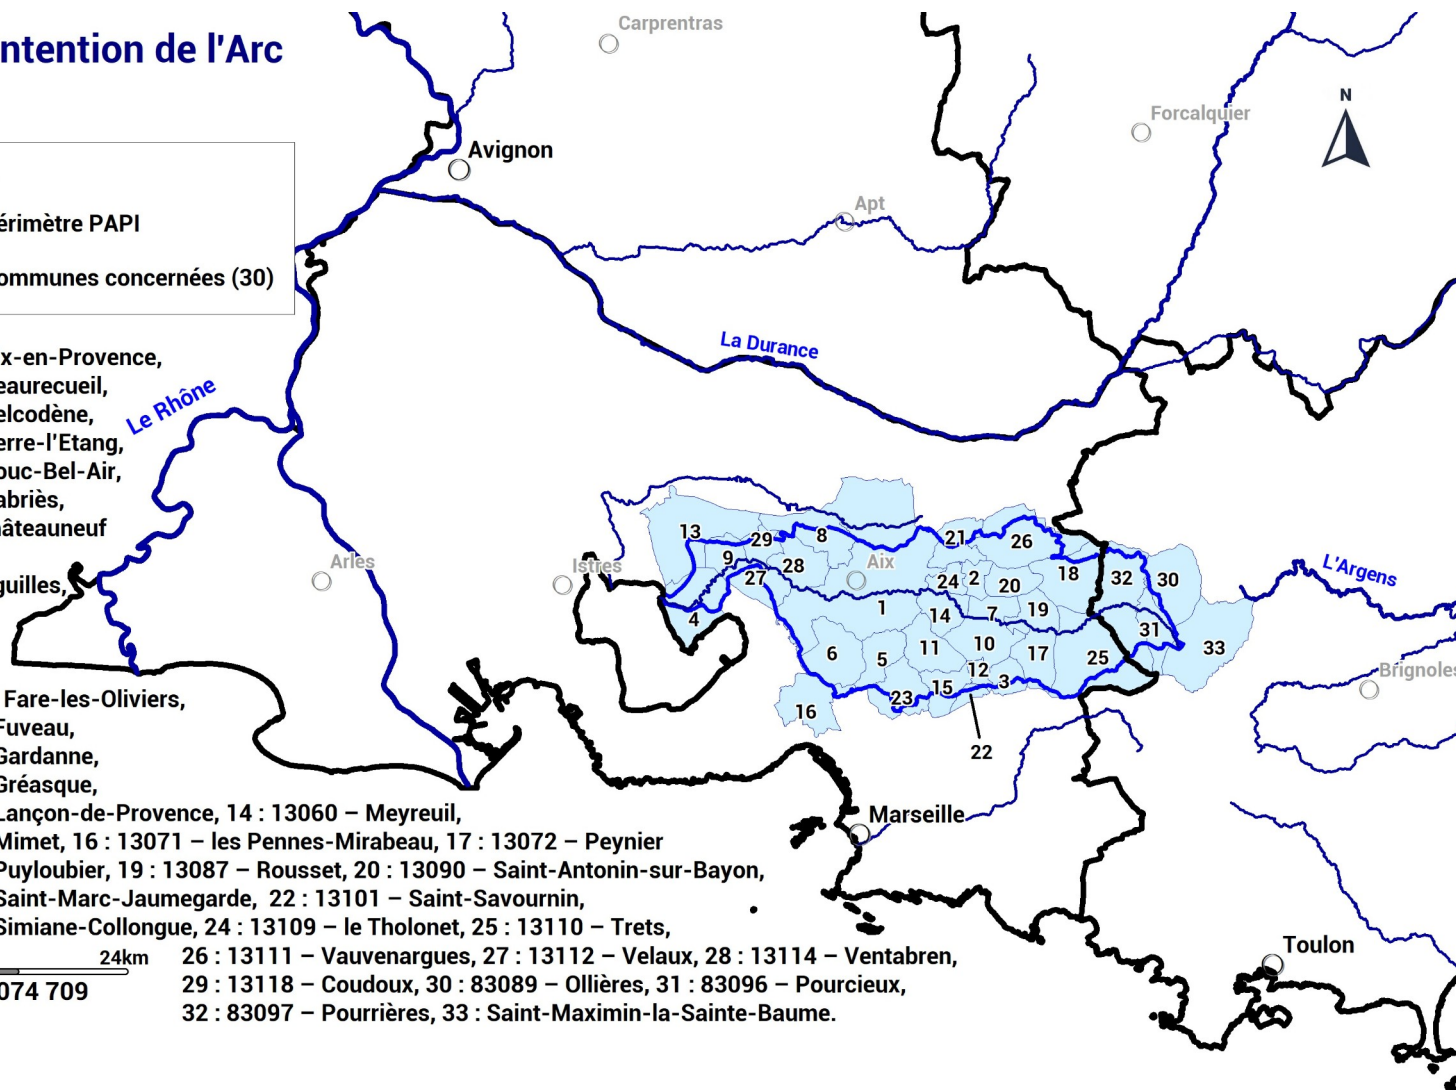 ntention de l'Arc
érimètre PAPI
ommunes concernées (30)
x-en-Provence,
eaurecueil,
elcodène,
erre-l'Etang,
ouc-Bel-Air,
abriès,
hâteauneuf
guilles,
Fare-les-Oliviers,
Fuveau,
Gardanne,
Gréasque,
Lançon-de-Provence, 14 : 13060 – Meyreuil,
Mimet, 16 : 13071 – les Pennes-Mirabeau, 17 : 13072 – Peynier
Puyloubier, 19 : 13087 – Rousset, 20 : 13090 – Saint-Antonin-sur-Bayon,
Saint-Marc-Jaumegarde, 22 : 13101 – Saint-Savournin,
Simiane-Collongue, 24 : 13109 – le Tholonet, 25 : 13110 – Trets,
26 : 13111 – Vauvenargues, 27 : 13112 – Velaux, 28 : 13114 – Ventabren,
29 : 13118 – Coudoux, 30 : 83089 – Ollières, 31 : 83096 – Pourcieux,
32 : 83097 – Pourrières, 33 : Saint-Maximin-la-Sainte-Baume.
24km
074 709
Carprentras
Forcalquier
N
Avignon
Apt
La Durance
Le Rhône
Arles
Istres
Aix
L'Argens
Brignoles
Marseille
Toulon
13
29
8
21
26
9
28
27
24
2
20
18
32
30
4
1
14
7
19
31
6
5
11
10
17
25
33
12
3
15
23
16
22